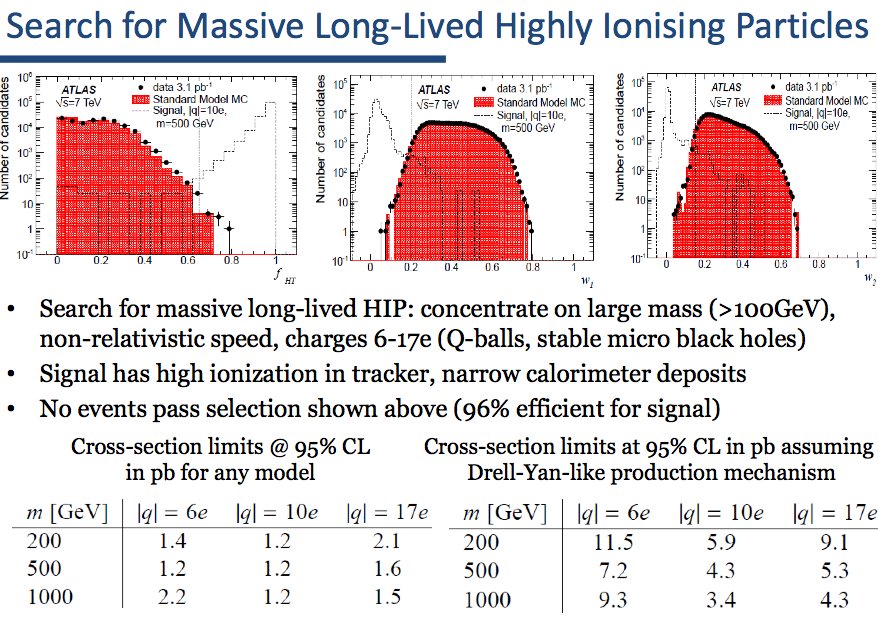 Search for Massive Long-Lived Highly Ionising Particles
Number of candidates
10⁶
10⁵
10⁴
10³
10²
10
1
10⁻¹
ATLAS
√s=7 TeV
data 3.1 pb⁻¹
Standard Model MC
Signal, |q|=10e,
m=500 GeV
0 0.2 0.4 0.6 0.8 1
f HT
Number of candidates
10⁵
10⁴
10³
10²
10
1
10⁻¹
ATLAS
√s=7 TeV
data 3.1 pb⁻¹
Standard Model MC
Signal, |q|=10e,
m=500 GeV
0 0.2 0.4 0.6 0.8 1
w₁
Number of candidates
10⁵
10⁴
10³
10²
10
1
10⁻¹
ATLAS
√s=7 TeV
data 3.1 pb⁻¹
Standard Model MC
Signal, |q|=10e,
m=500 GeV
0 0.2 0.4 0.6 0.8 1
w₂
• Search for massive long-lived HIP: concentrate on large mass (>100GeV),
non-relativistic speed, charges 6-17e (Q-balls, stable micro black holes)
• Signal has high ionization in tracker, narrow calorimeter deposits
• No events pass selection shown above (96% efficient for signal)
Cross-section limits @ 95% CL
in pb for any model
m [GeV] |q| = 6e |q| = 10e |q| = 17e
200 1.4 1.2 2.1
500 1.2 1.2 1.6
1000 2.2 1.2 1.5
Cross-section limits at 95% CL in pb assuming
Drell-Yan-like production mechanism
m [GeV] |q| = 6e |q| = 10e |q| = 17e
200 11.5 5.9 9.1
500 7.2 4.3 5.3
1000 9.3 3.4 4.3